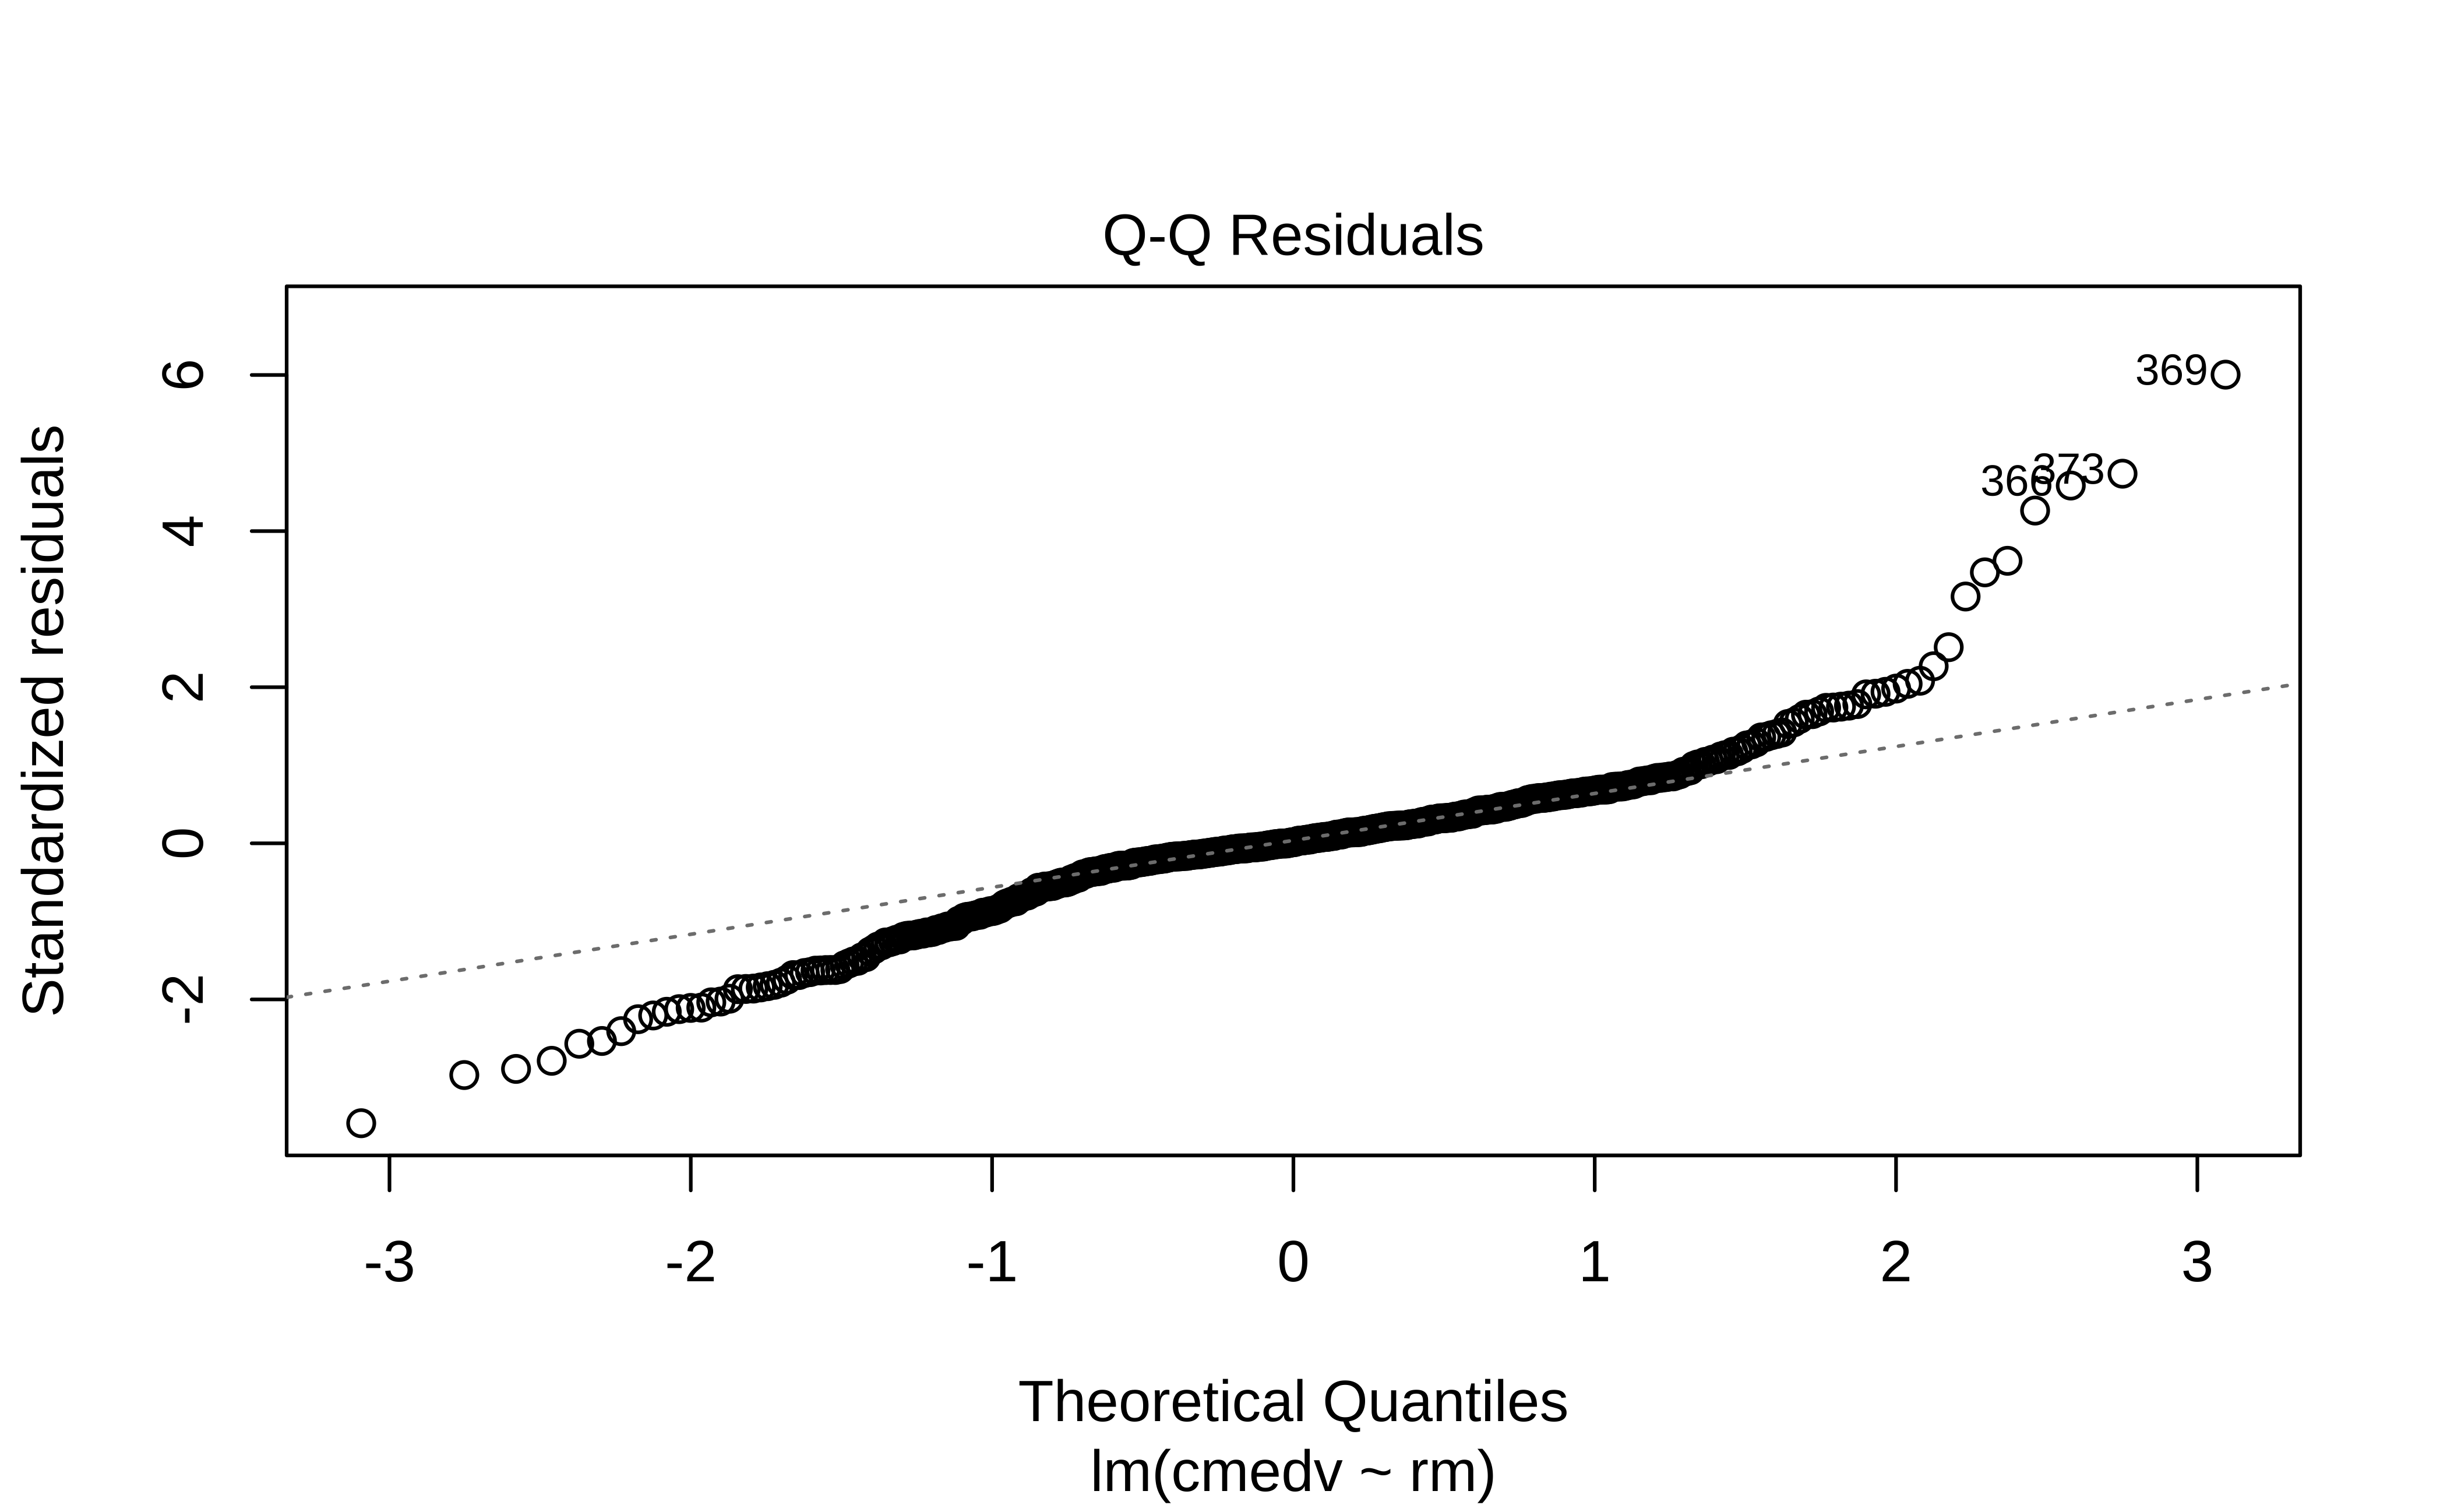 Q-Q Residuals
Standardized residuals
6
4
2
0
-2
369
373
366
-3 -2 -1 0 1 2 3
Theoretical Quantiles
lm(cmedv ~ rm)